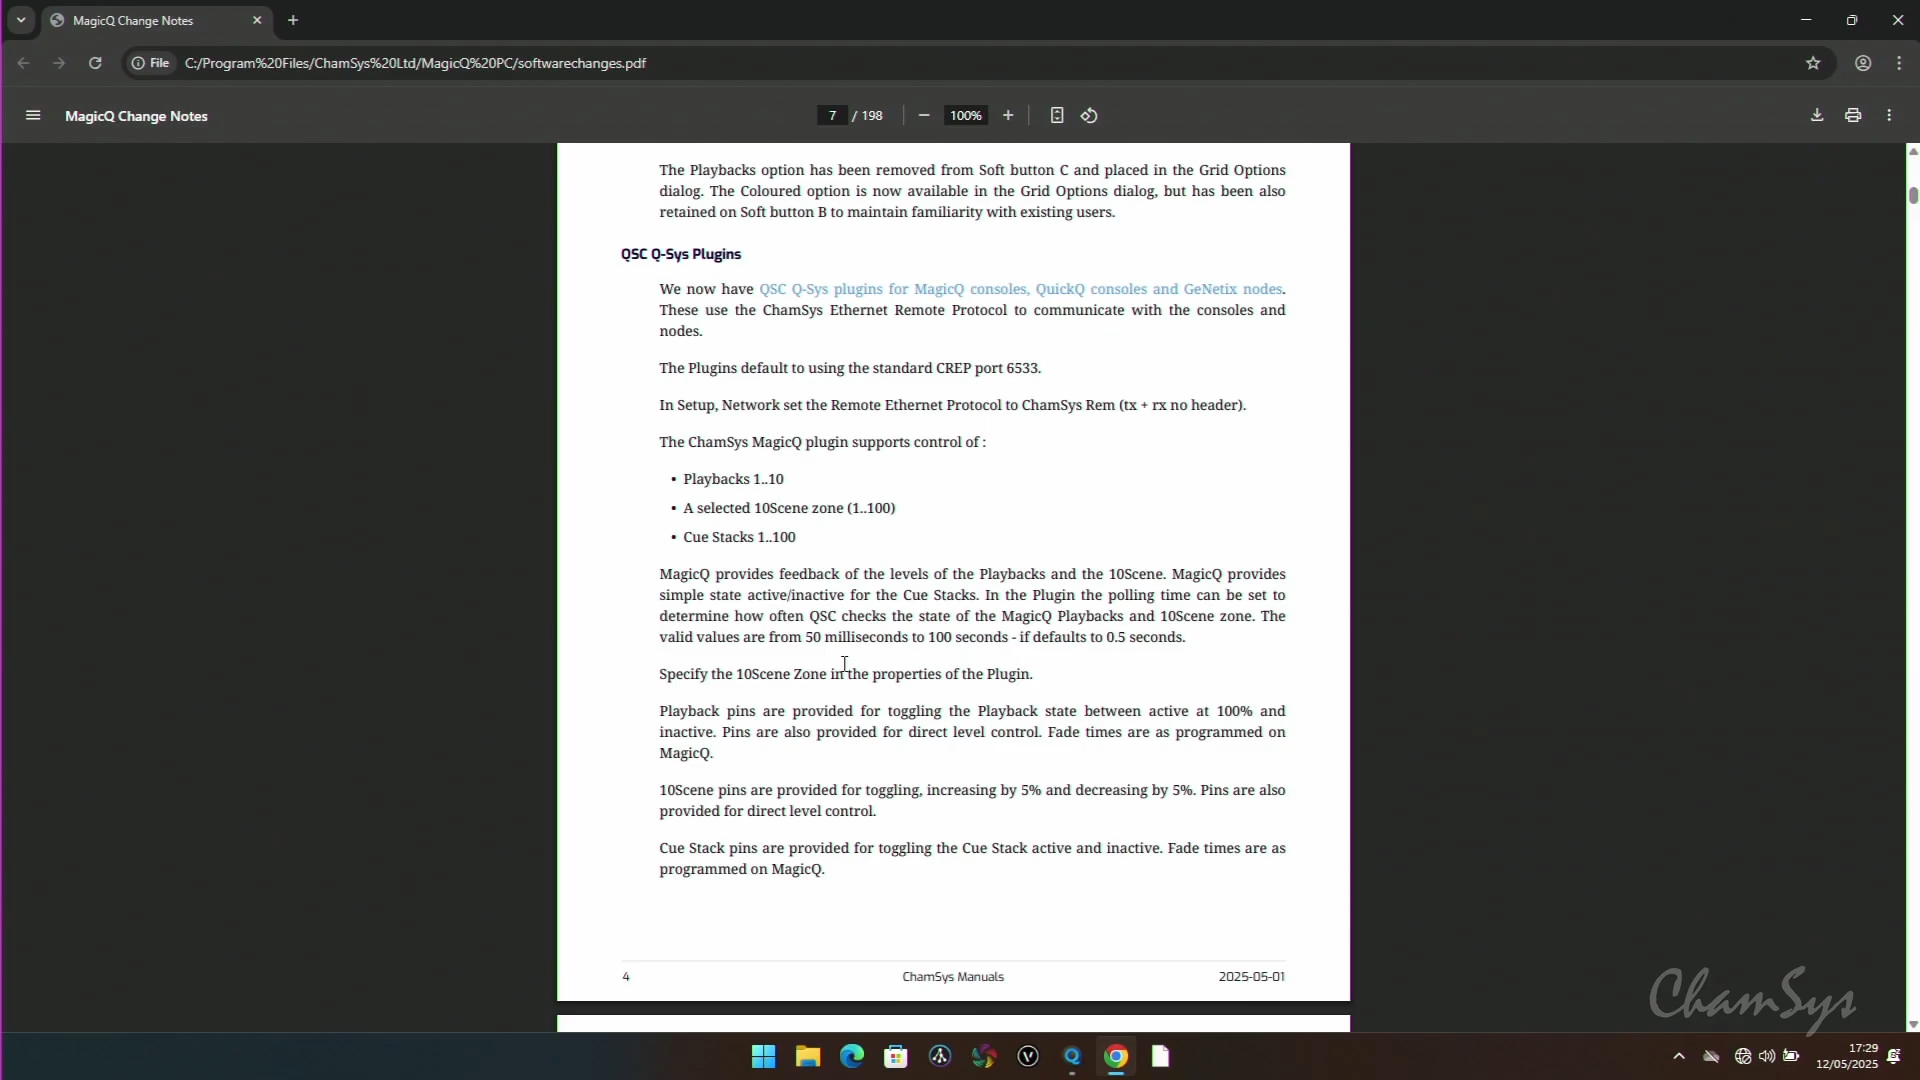 MagicQ Change Notes
File
C:/Program%20Files/ChamSys%20Ltd/MagicQ%20PC/softwarechanges.pdf
MagicQ Change Notes
7 / 198
100%
The Playbacks option has been removed from Soft button C and placed in the Grid Options
dialog. The Coloured option is now available in the Grid Options dialog, but has been also
retained on Soft button B to maintain familiarity with existing users.
QSC Q-Sys Plugins
We now have QSC Q-Sys plugins for MagicQ consoles, QuickQ consoles and GeNetix nodes.
These use the ChamSys Ethernet Remote Protocol to communicate with the consoles and
nodes.
The Plugins default to using the standard CREP port 6533.
In Setup, Network set the Remote Ethernet Protocol to ChamSys Rem (tx + rx no header).
The ChamSys MagicQ plugin supports control of :
• Playbacks 1..10
• A selected 10Scene zone (1..100)
• Cue Stacks 1..100
MagicQ provides feedback of the levels of the Playbacks and the 10Scene. MagicQ provides
simple state active/inactive for the Cue Stacks. In the Plugin the polling time can be set to
determine how often QSC checks the state of the MagicQ Playbacks and 10Scene zone. The
valid values are from 50 milliseconds to 100 seconds - if defaults to 0.5 seconds.
Specify the 10Scene Zone in the properties of the Plugin.
Playback pins are provided for toggling the Playback state between active at 100% and
inactive. Pins are also provided for direct level control. Fade times are as programmed on
MagicQ.
10Scene pins are provided for toggling, increasing by 5% and decreasing by 5%. Pins are also
provided for direct level control.
Cue Stack pins are provided for toggling the Cue Stack active and inactive. Fade times are as
programmed on MagicQ.
4
ChamSys Manuals
2025-05-01
ChamSys
17:29
12/05/2025